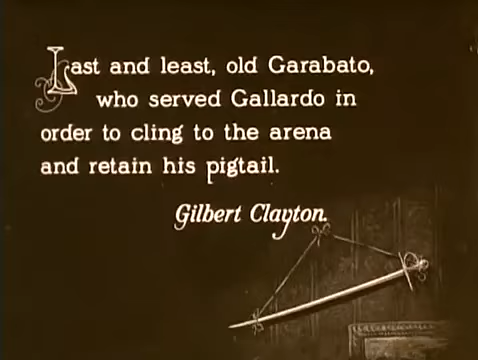 Last and least, old Garabato,
who served Gallardo in
order to cling to the arena
and retain his pigtail.
Gilbert Clayton.